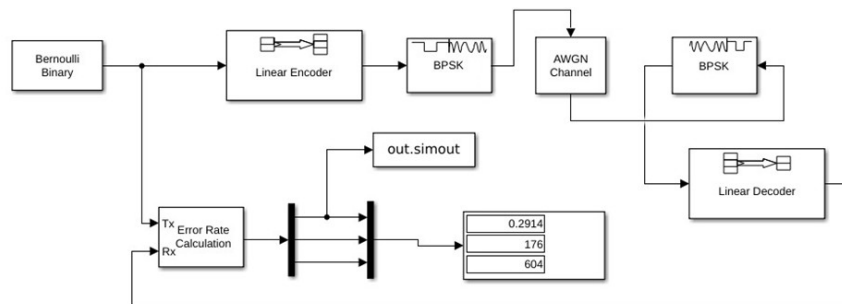 Bernoulli
Binary
Linear Encoder
BPSK
AWGN
Channel
BPSK
out.simout
Linear Decoder
Tx
Error Rate
Calculation
Rx
0.2914
176
604